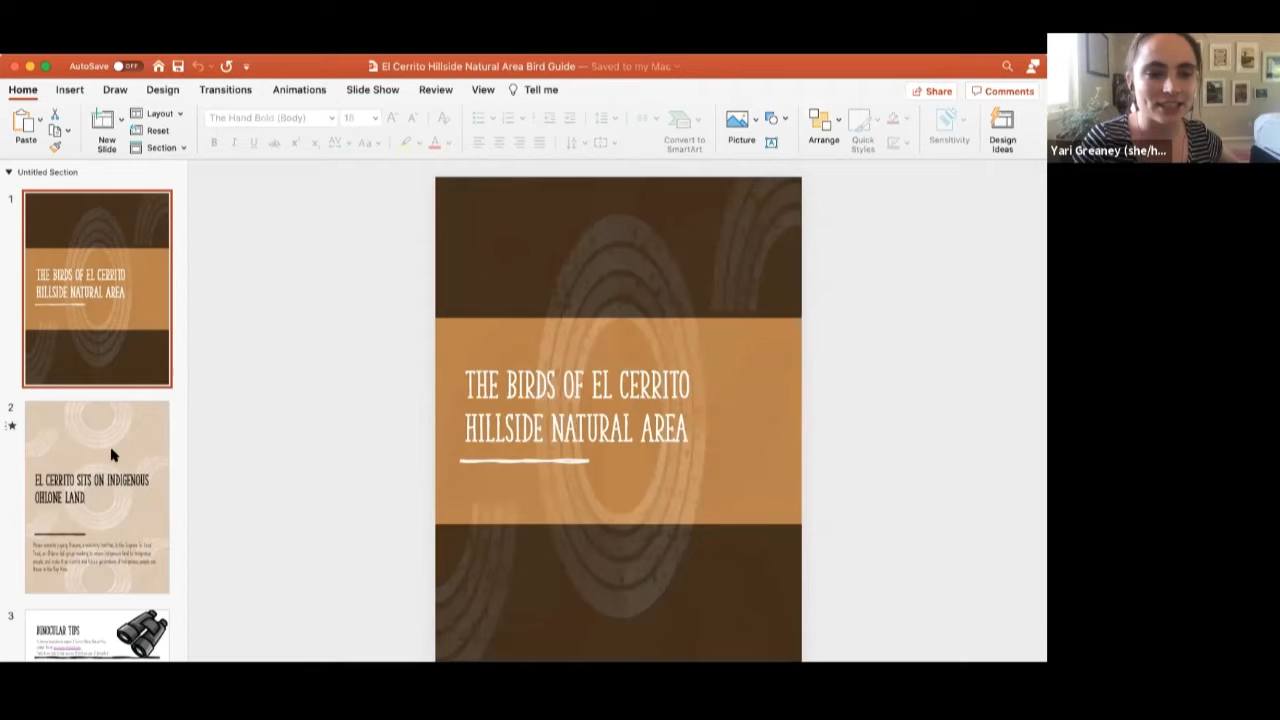 AutoSave OFF
El Cerrito Hillside Natural Area Bird Guide — Saved to my Mac
Home Insert Draw Design Transitions Animations Slide Show Review View Tell me
Share Comments
Paste
New Slide
Layout
Reset
Section
The Hand Bold (Body) 18
Convert to SmartArt
Picture
Arrange
Quick Styles
Sensitivity
Design Ideas
Yari Greaney (she/h...
Untitled Section
1
THE BIRDS OF EL CERRITO
HILLSIDE NATURAL AREA
2
EL CERRITO SITS ON INDIGENOUS
OHLONE LAND.
3
BINOCULAR TIPS
THE BIRDS OF EL CERRITO
HILLSIDE NATURAL AREA